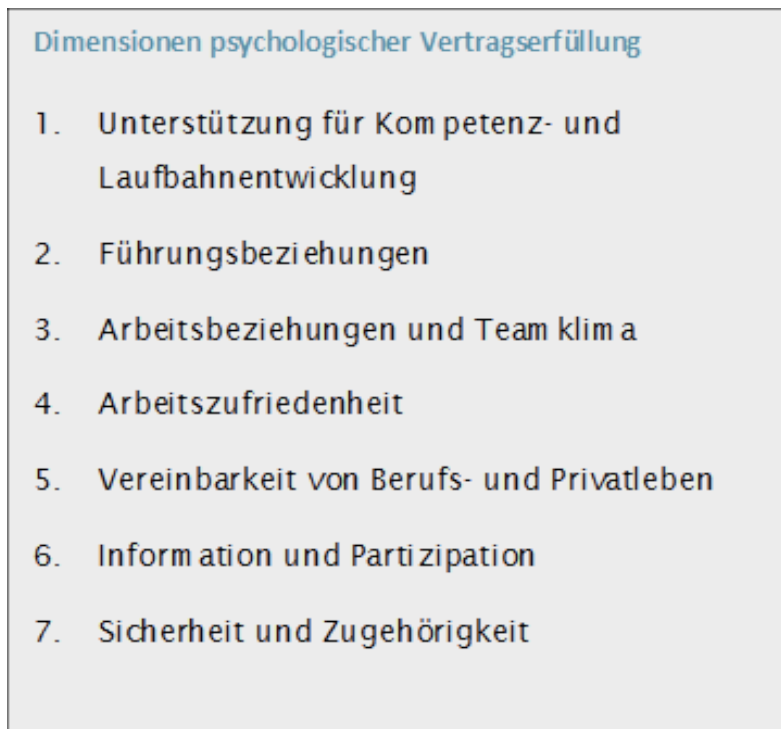 Dimensionen psychologischer Vertragserfüllung
1. Unterstützung für Kompetenz- und
Laufbahnentwicklung
2. Führungsbeziehungen
3. Arbeitsbeziehungen und Teamklima
4. Arbeitszufriedenheit
5. Vereinbarkeit von Berufs- und Privatleben
6. Information und Partizipation
7. Sicherheit und Zugehörigkeit